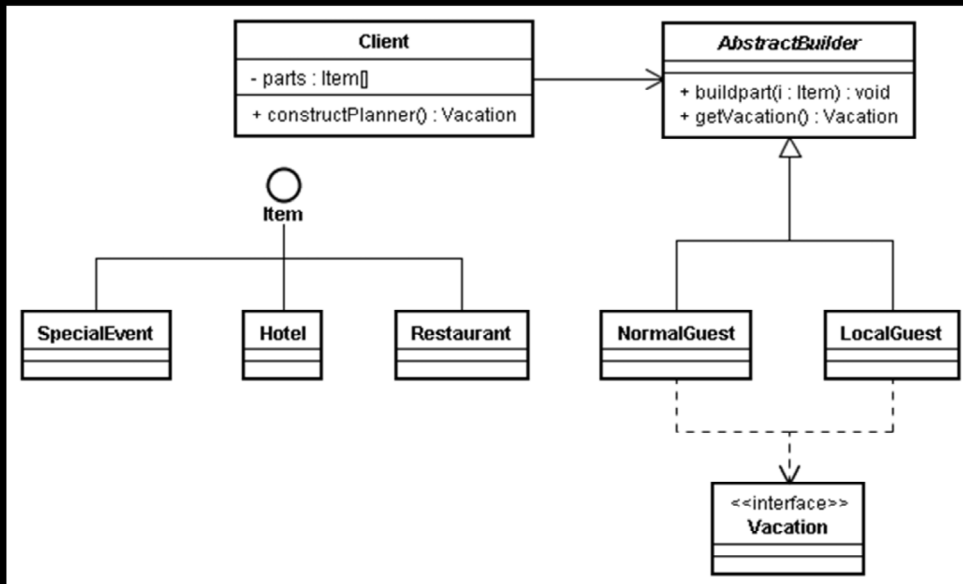 Client
- parts : Item[]
+ constructPlanner() : Vacation
AbstractBuilder
+ buildpart(i : Item) : void
+ getVacation() : Vacation
Item
SpecialEvent
Hotel
Restaurant
NormalGuest
LocalGuest
<<interface>>
Vacation